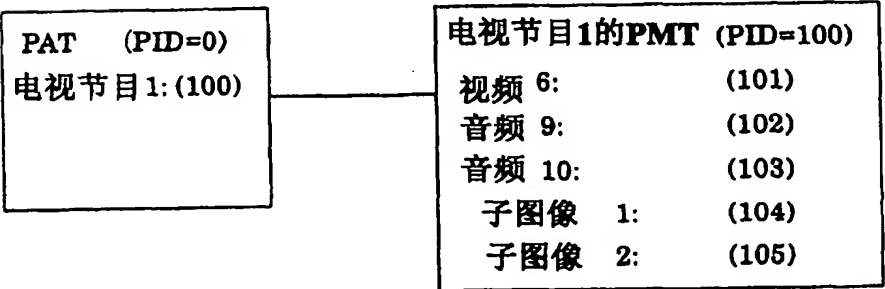 PAT (PID=0)
电视节目1:(100)
电视节目1的PMT (PID=100)
视频 6: (101)
音频 9: (102)
音频 10: (103)
子图像 1: (104)
子图像 2: (105)